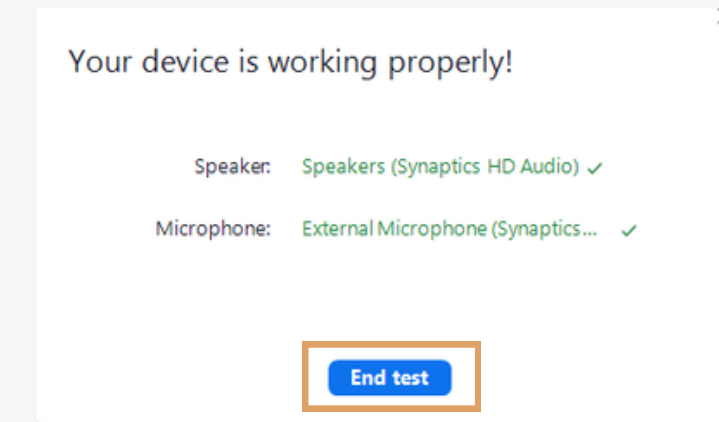 Your device is working properly!
Speaker: Speakers (Synaptics HD Audio) ✓
Microphone: External Microphone (Synaptics... ✓
End test